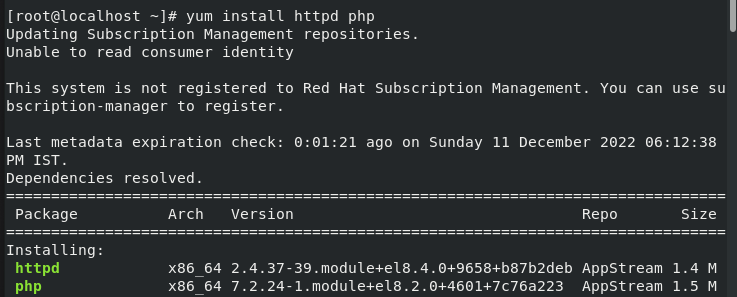 [root@localhost ~]# yum install httpd php
Updating Subscription Management repositories.
Unable to read consumer identity
This system is not registered to Red Hat Subscription Management. You can use su
bscription-manager to register.
Last metadata expiration check: 0:01:21 ago on Sunday 11 December 2022 06:12:38
PM IST.
Dependencies resolved.
================================================================================
Package Arch Version Repo Size
================================================================================
Installing:
httpd x86_64 2.4.37-39.module+el8.4.0+9658+b87b2deb AppStream 1.4 M
php x86_64 7.2.24-1.module+el8.2.0+4601+7c76a223 AppStream 1.5 M